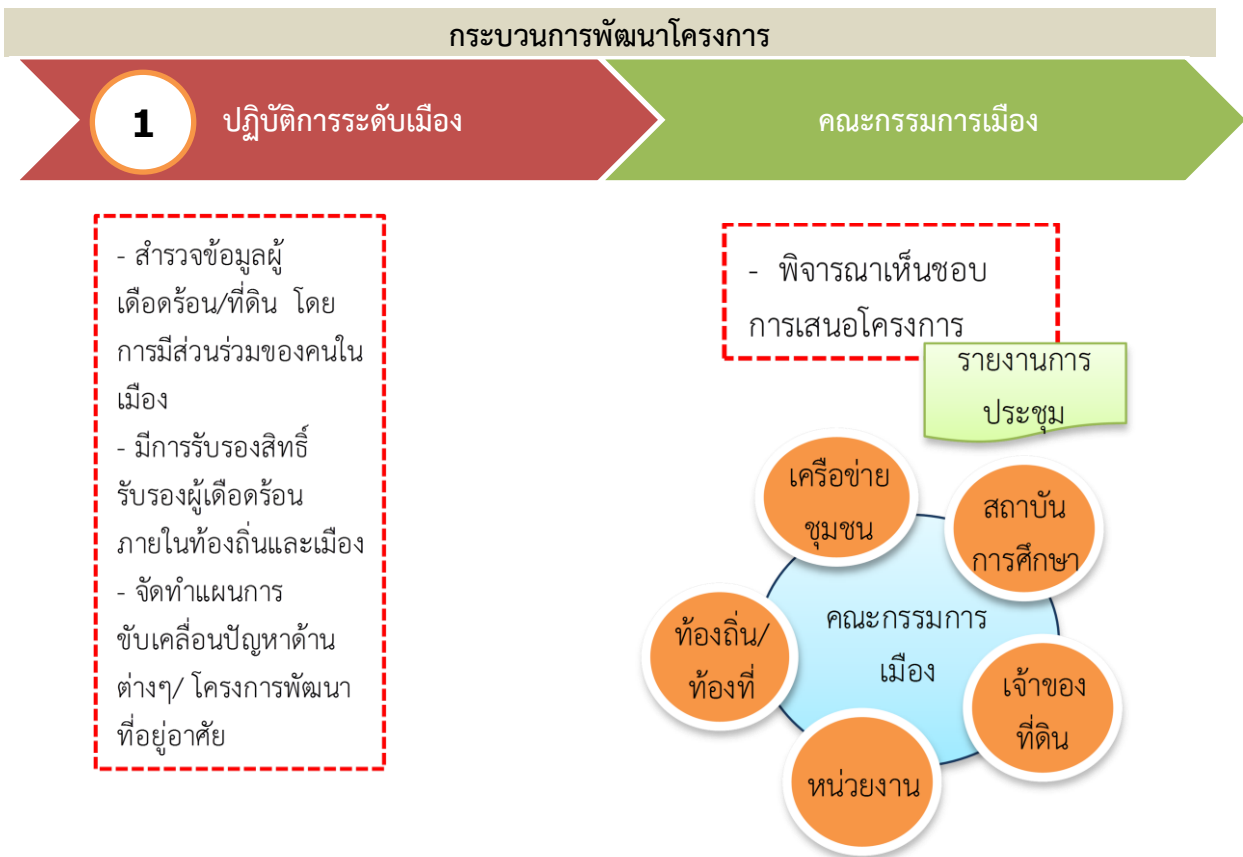 กระบวนการพัฒนาโครงการ
1
ปฏิบัติการระดับเมือง
คณะกรรมการเมือง
- สำรวจข้อมูลผู้
เดือดร้อน/ที่ดิน โดย
การมีส่วนร่วมของคนใน
เมือง
- มีการรับรองสิทธิ์
รับรองผู้เดือดร้อน
ภายในท้องถิ่นและเมือง
- จัดทำแผนการ
ขับเคลื่อนปัญหาด้าน
ต่างๆ/ โครงการพัฒนา
ที่อยู่อาศัย
- พิจารณาเห็นชอบ
การเสนอโครงการ
รายงานการ
ประชุม
เครือข่าย
ชุมชน
สถาบัน
การศึกษา
ท้องถิ่น/
ท้องที่
คณะกรรมการ
เมือง
เจ้าของ
ที่ดิน
หน่วยงาน